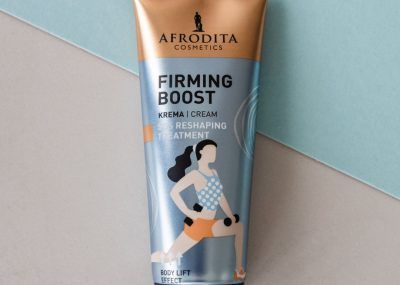 AFRODITA
COSMETICS
FIRMING
BOOST
KREMA | CREAM
RESHAPING
TREATMENT
BODY LIFT
EFFECT